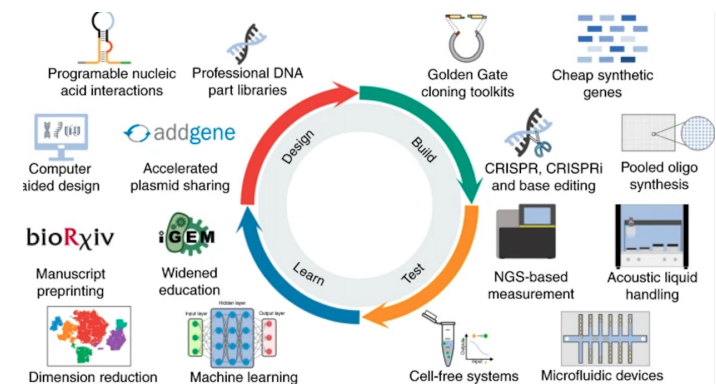 Programable nucleic
acid interactions
Professional DNA
part libraries
Golden Gate
cloning toolkits
Cheap synthetic
genes
Design
Build
Computer
aided design
addgene
Accelerated
plasmid sharing
CRISPR, CRISPRi
and base editing
Pooled oligo
synthesis
bioRχiv
Manuscript
preprinting
iGEM
Widened
education
Learn
Test
NGS-based
measurement
Acoustic liquid
handling
Dimension reduction
Input layer
Hidden layer
Output layer
Machine learning
Cell-free systems
Microfluidic devices